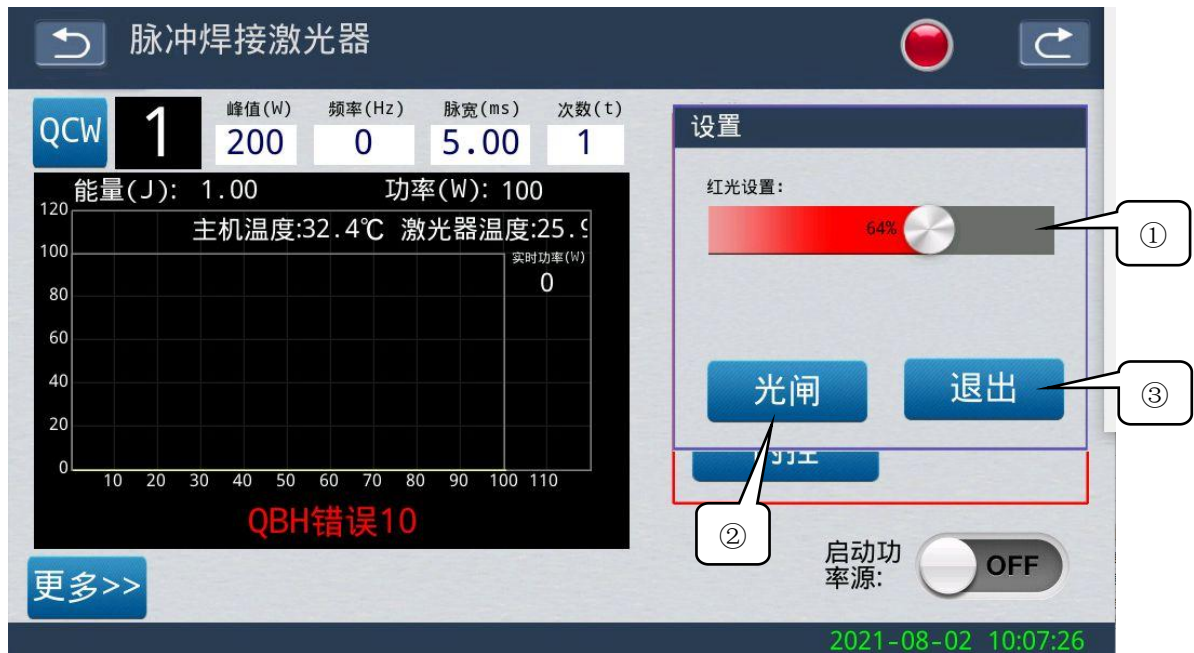 脉冲焊接激光器
QCW
1
峰值(W) 频率(Hz) 脉宽(ms) 次数(t)
200 0 5.00 1
能量(J): 1.00 功率(W): 100
主机温度:32.4℃ 激光器温度:25.
实时功率(W)
0
120
100
80
60
40
20
0
10 20 30 40 50 60 70 80 90 100 110
QBH错误10
更多>>
设置
红光设置:
64%
①
光闸
退出
③
②
启动功
率源:
OFF
2021-08-02 10:07:26